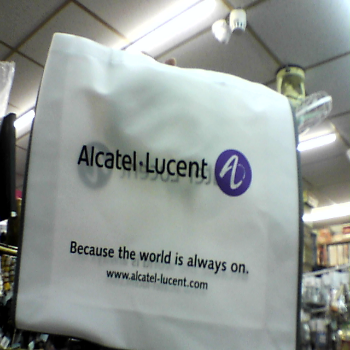 Alcatel·Lucent
Because the world is always on.
www.alcatel-lucent.com